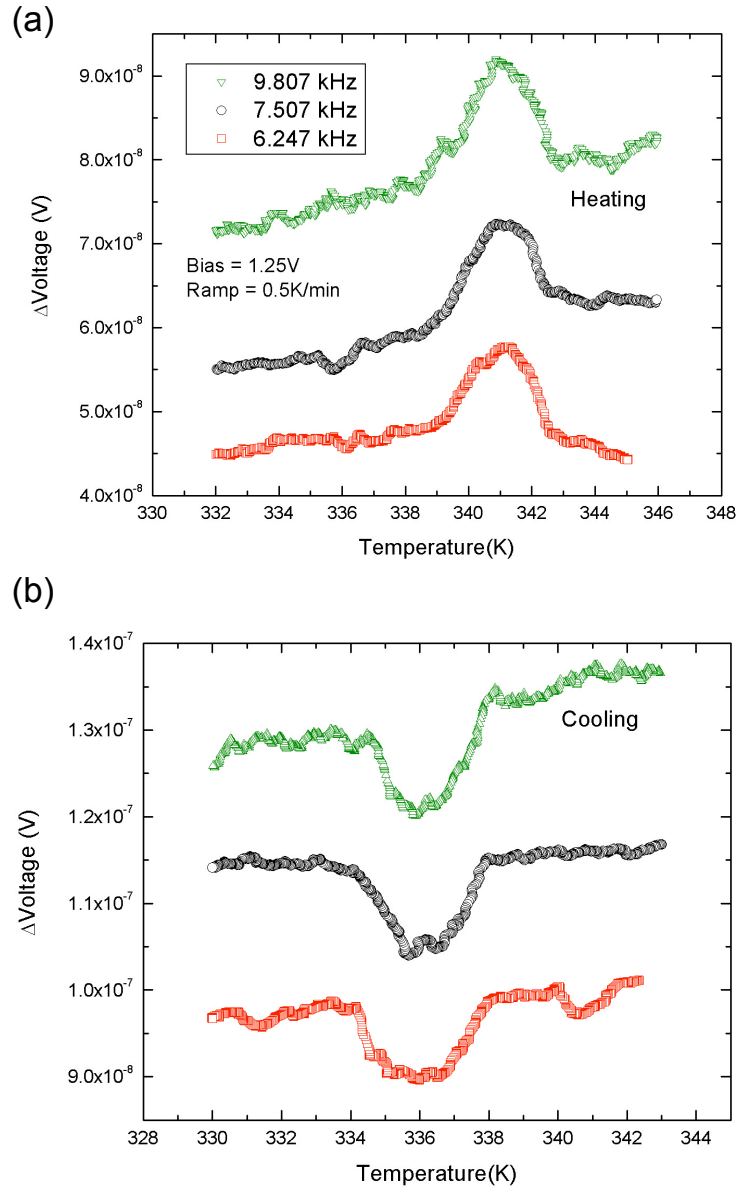 (a)
9.0x10⁻⁸
8.0x10⁻⁸
7.0x10⁻⁸
6.0x10⁻⁸
5.0x10⁻⁸
4.0x10⁻⁸
ΔVoltage (V)
9.807 kHz
7.507 kHz
6.247 kHz
Heating
Bias = 1.25V
Ramp = 0.5K/min
330 332 334 336 338 340 342 344 346 348
Temperature(K)
(b)
1.4x10⁻⁷
1.3x10⁻⁷
1.2x10⁻⁷
1.1x10⁻⁷
1.0x10⁻⁷
9.0x10⁻⁸
ΔVoltage (V)
Cooling
328 330 332 334 336 338 340 342 344
Temperature(K)